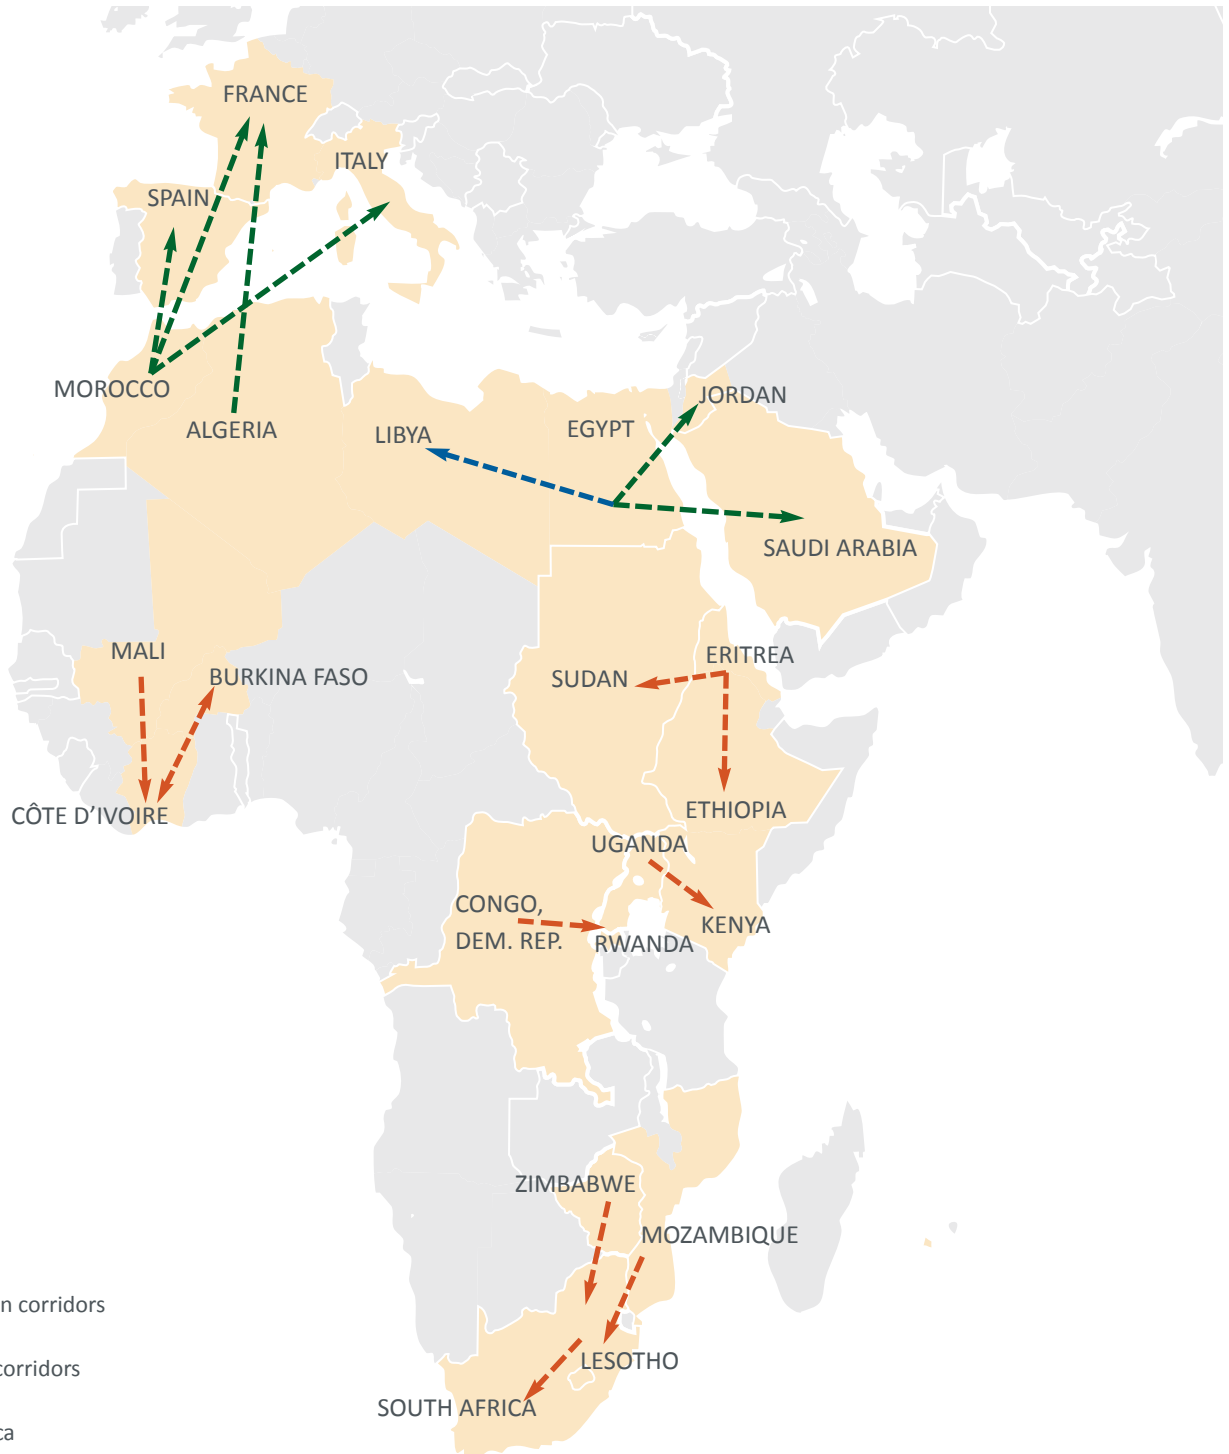 FRANCE
ITALY
SPAIN
MOROCCO
ALGERIA
LIBYA
EGYPT
JORDAN
SAUDI ARABIA
MALI
BURKINA FASO
ERITREA
SUDAN
CÔTE D’IVOIRE
ETHIOPIA
UGANDA
CONGO,
DEM. REP.
KENYA
RWANDA
ZIMBABWE
MOZAMBIQUE
n corridors
LESOTHO
corridors
SOUTH AFRICA
ca